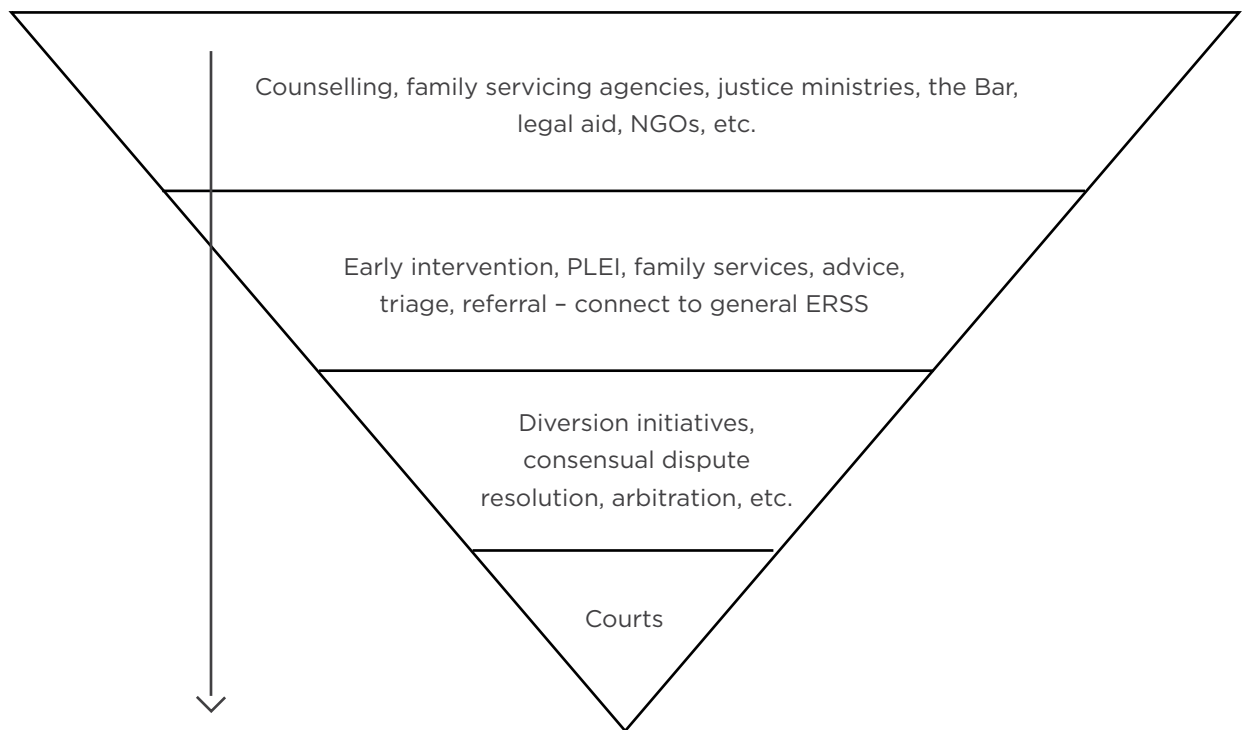 Counselling, family servicing agencies, justice ministries, the Bar,
legal aid, NGOs, etc.
Early intervention, PLEI, family services, advice,
triage, referral – connect to general ERSS
Diversion initiatives,
consensual dispute
resolution, arbitration, etc.
Courts